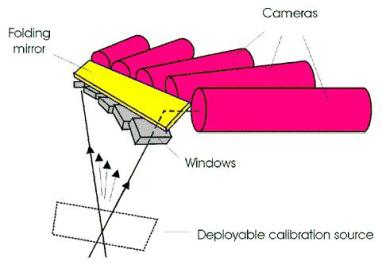 Cameras
Folding
mirror
Windows
Deployable calibration source